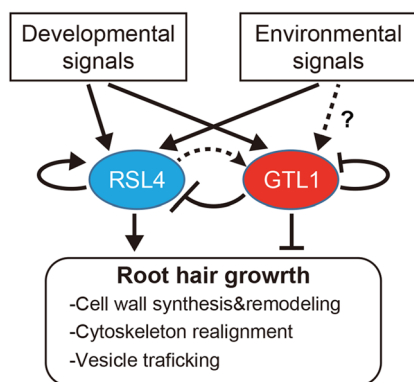 Developmental
signals
Environmental
signals
?
RSL4
GTL1
Root hair growrth
-Cell wall synthesis&remodeling
-Cytoskeleton realignment
-Vesicle traficking